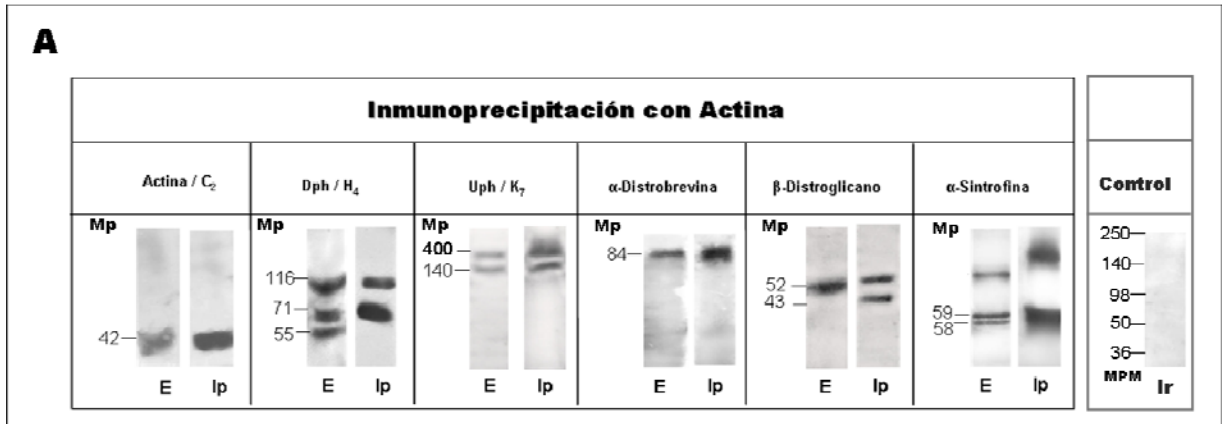 A
Inmunoprecipitación con Actina
Actina / C2
Dph / H4
Uph / K7
α-Distrobrevina
β-Distroglicano
α-Sintrofina
Control
Mp
42
E Ip
Mp
116
71
55
E Ip
Mp
400
140
E Ip
Mp
84
E Ip
52
43
E Ip
Mp
59
58
E Ip
250
140
98
50
36
MPM
Ir